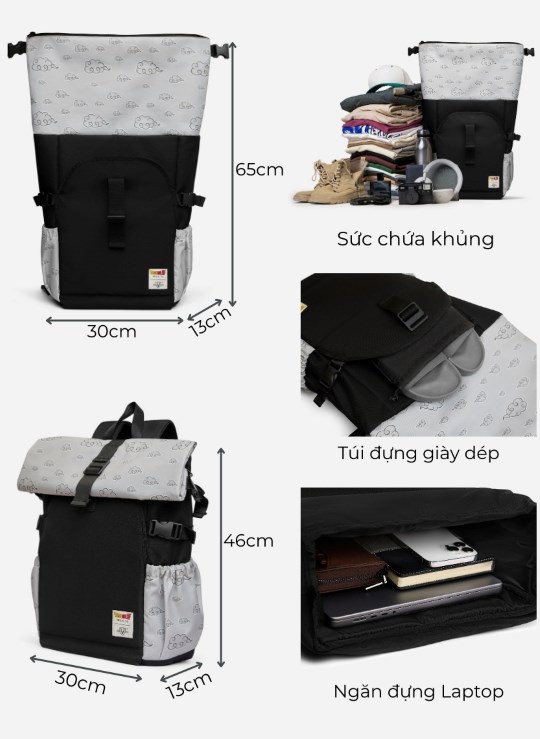 65cm
30cm
13cm
Sức chứa khủng
Túi đựng giày dép
46cm
30cm
13cm
Ngăn đựng Laptop